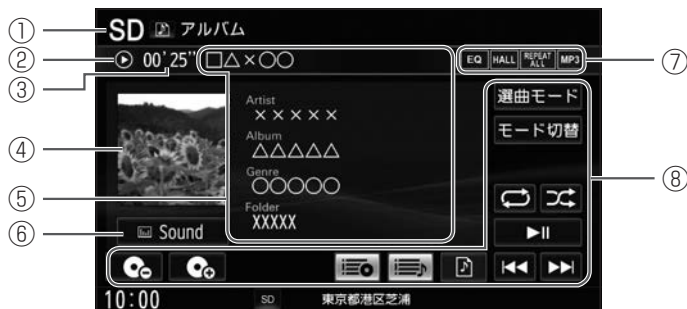 ① SD アルバム
② 00'25" □△×○○ EQ HALL REPEAT ALL MP3 ⑦
③
選曲モード
Artist
×××××
モード切替
④
Album
△△△△△
⑧
Genre
○○○○○
⑤
Folder
XXXXX
⑥ Sound
10:00 SD 東京都港区芝浦